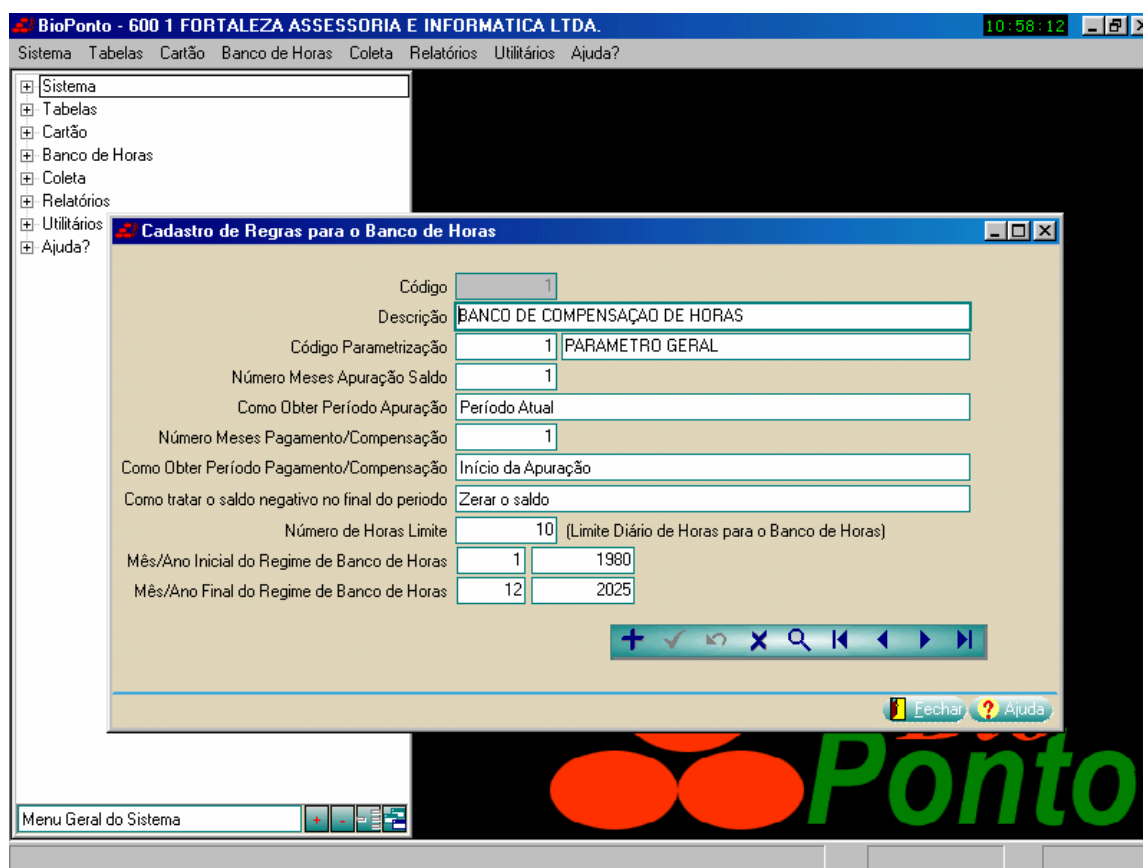 BioPonto - 600 1 FORTALEZA ASSESSORIA E INFORMATICA LTDA. 10:58:12
Sistema Tabelas Cartão Banco de Horas Coleta Relatórios Utilitários Ajuda?
Sistema
Tabelas
Cartão
Banco de Horas
Coleta
Relatórios
Utilitários
Ajuda?
Cadastro de Regras para o Banco de Horas
Código 1
Descrição BANCO DE COMPENSAÇAO DE HORAS
Código Parametrização 1 PARAMETRO GERAL
Número Meses Apuração Saldo 1
Como Obter Período Apuração Período Atual
Número Meses Pagamento/Compensação 1
Como Obter Período Pagamento/Compensação Início da Apuração
Como tratar o saldo negativo no final do periodo Zerar o saldo
Número de Horas Limite 10 (Limite Diário de Horas para o Banco de Horas)
Mês/Ano Inicial do Regime de Banco de Horas 1 1980
Mês/Ano Final do Regime de Banco de Horas 12 2025
Fechar Ajuda
Bio
Ponto
Menu Geral do Sistema